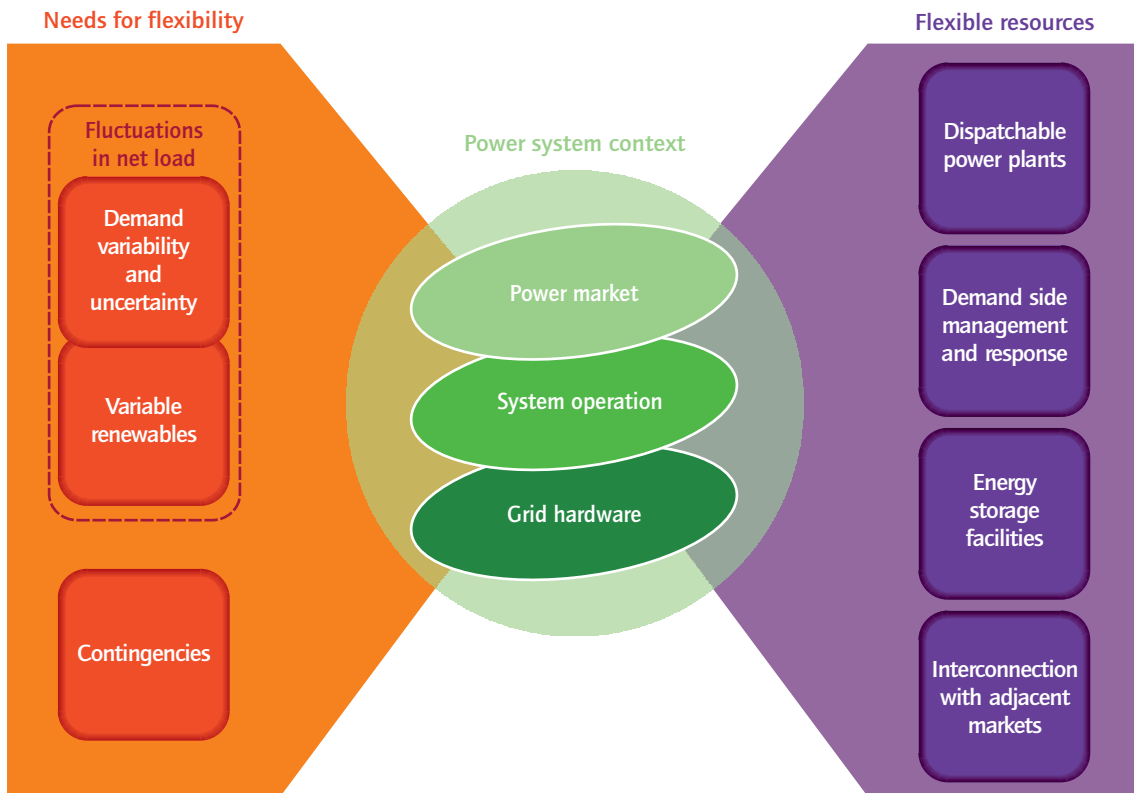 Needs for flexibility
Fluctuations
in net load
Demand
variability
and
uncertainty
Variable
renewables
Contingencies
Power system context
Power market
System operation
Grid hardware
Flexible resources
Dispatchable
power plants
Demand side
management
and response
Energy
storage
facilities
Interconnection
with adjacent
markets